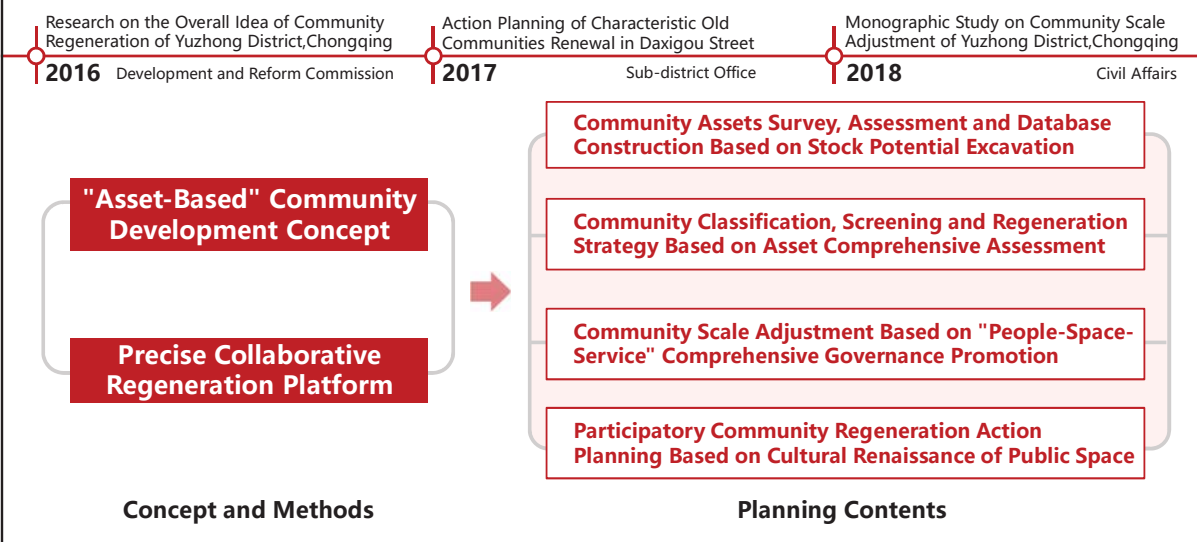 Research on the Overall Idea of Community
Regeneration of Yuzhong District,Chongqing
2016 Development and Reform Commission
Action Planning of Characteristic Old
Communities Renewal in Daxigou Street
2017 Sub-district Office
Monographic Study on Community Scale
Adjustment of Yuzhong District,Chongqing
2018 Civil Affairs
"Asset-Based" Community
Development Concept
Precise Collaborative
Regeneration Platform
Concept and Methods
Community Assets Survey, Assessment and Database
Construction Based on Stock Potential Excavation
Community Classification, Screening and Regeneration
Strategy Based on Asset Comprehensive Assessment
Community Scale Adjustment Based on "People-Space-
Service" Comprehensive Governance Promotion
Participatory Community Regeneration Action
Planning Based on Cultural Renaissance of Public Space
Planning Contents